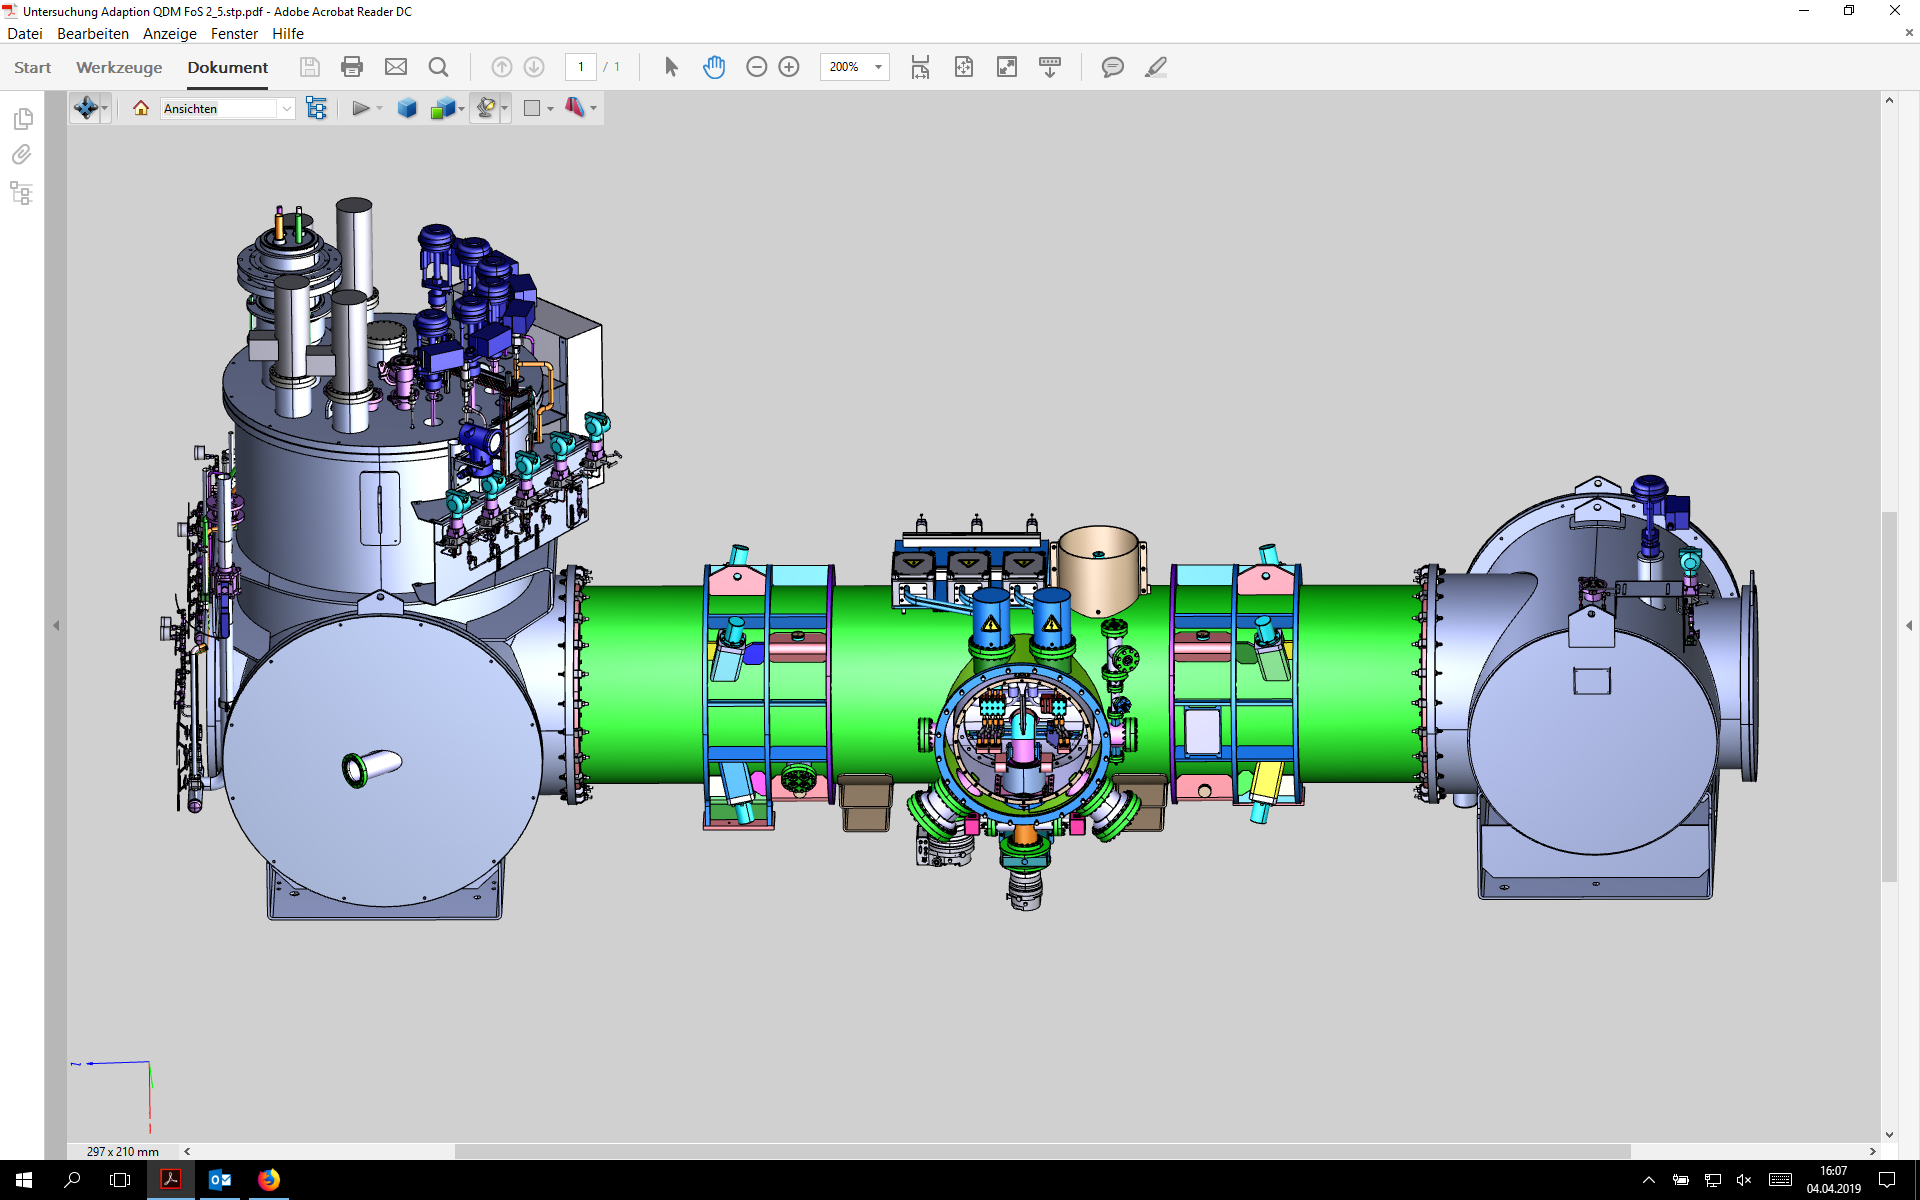 Untersuchung Adaption QDM FoS 2_5.stp.pdf - Adobe Acrobat Reader DC
Datei Bearbeiten Anzeige Fenster Hilfe
Start Werkzeuge Dokument 1 / 1 200%
Ansichten
Z
297 x 210 mm
16:07
04.04.2019